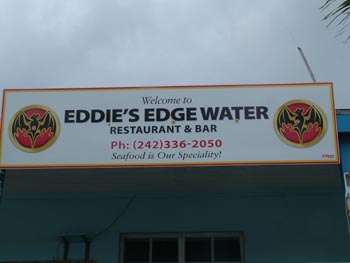 Welcome to
EDDIE'S EDGE WATER
RESTAURANT & BAR
Ph: (242)336-2050
Seafood is Our Speciality!